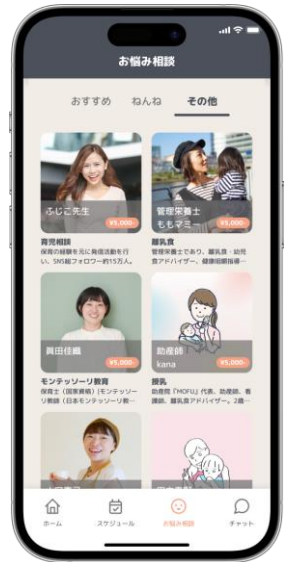 お悩み相談
おすすめ ねんね その他
ふじこ先生
¥5,000~
管理栄養士
ももマミー
¥5,000~
育児相談
保育の経験を元に発信活動を行
い、SNS総フォロワー約15万人。
離乳食
管理栄養士であり、離乳食・幼児
食アドバイザー、健康
眞田佳織
¥5,000~
助産師
kana
¥5,000~
モンテッソーリ教育
保育士（国家資格）|モンテッソー
リ教師（日本モンテッソーリ教…
授乳
助産院「MOFU」代表、助産師、看
護師、離乳食アドバイザー。2歳…
ホーム スケジュール お悩み相談 チャット